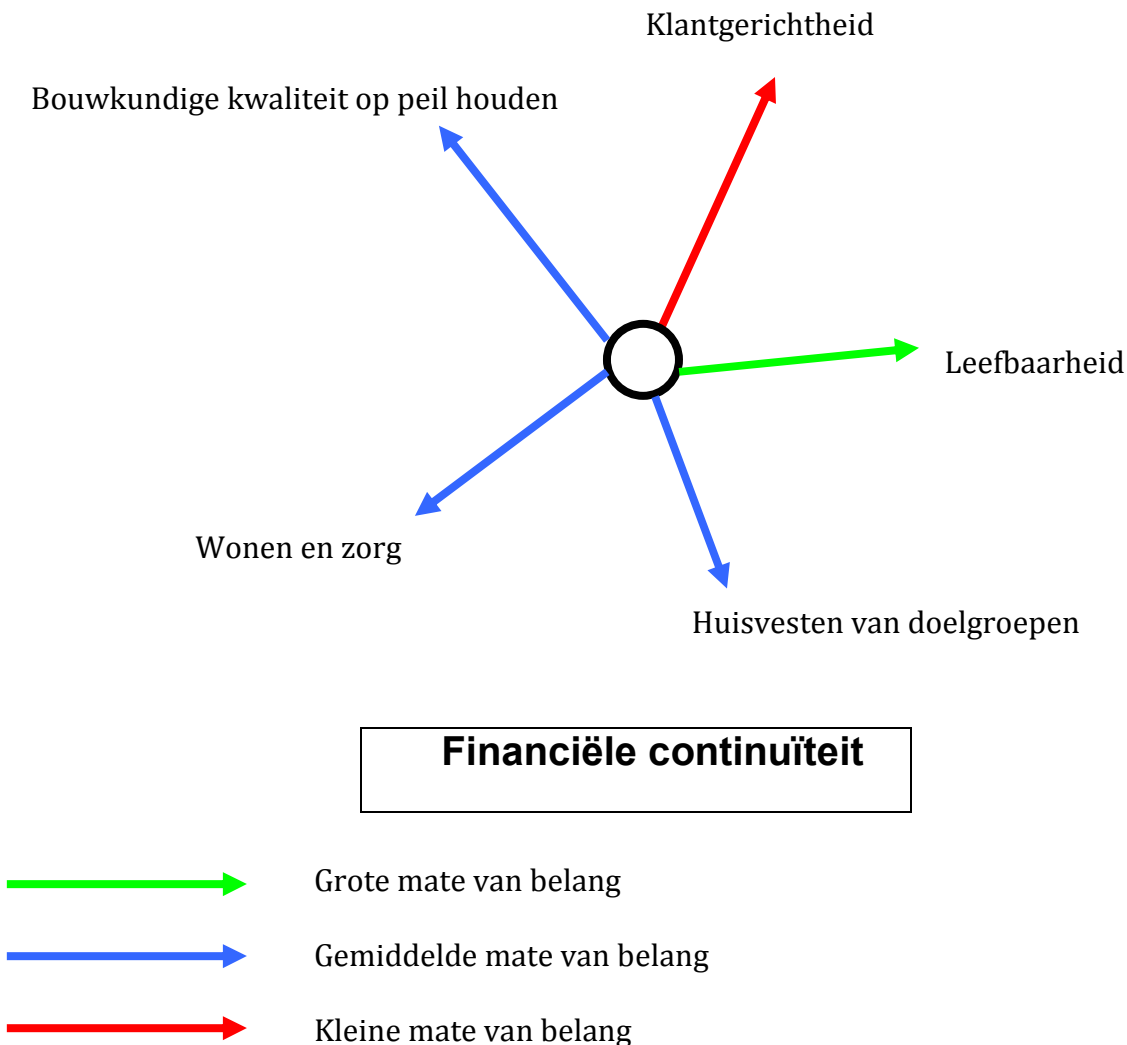 Klantgerichtheid
Bouwkundige kwaliteit op peil houden
Leefbaarheid
Wonen en zorg
Huisvesten van doelgroepen
Financiële continuïteit
Grote mate van belang
Gemiddelde mate van belang
Kleine mate van belang